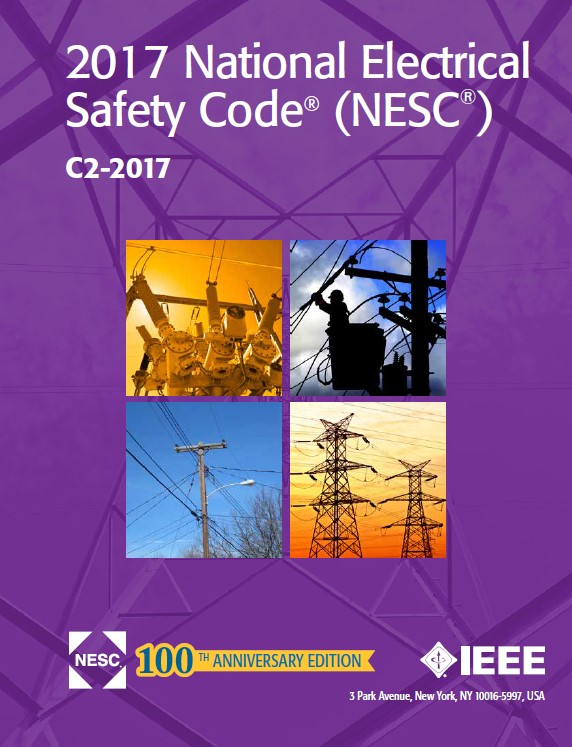 2017 National Electrical
Safety Code® (NESC®)
C2-2017
NESC®
100TH ANNIVERSARY EDITION
IEEE
3 Park Avenue, New York, NY 10016-5997, USA